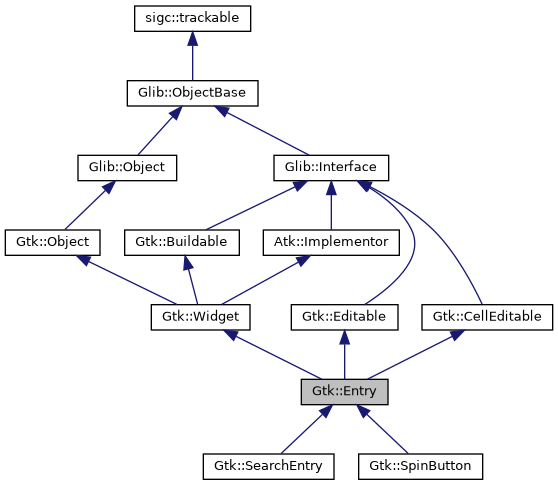 sigc::trackable
Glib::ObjectBase
Glib::Object
Glib::Interface
Gtk::Object
Gtk::Buildable
Atk::Implementor
Gtk::Widget
Gtk::Editable
Gtk::CellEditable
Gtk::Entry
Gtk::SearchEntry
Gtk::SpinButton